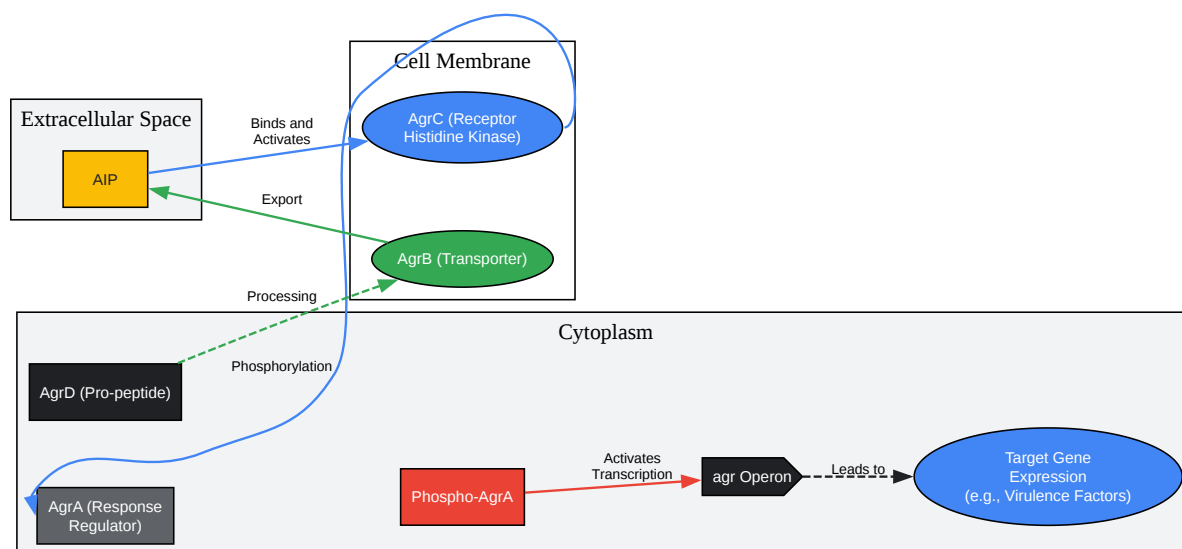 Cell Membrane
Extracellular Space
AgrC (Receptor
Histidine Kinase)
Binds and
Activates
AIP
Export
AgrB (Transporter)
Processing
Cytoplasm
Phosphorylation
AgrD (Pro-peptide)
Activates
Transcription
Target Gene
Expression
(e.g., Virulence Factors)
Leads to
agr Operon
Phospho-AgrA
AgrA (Response
Regulator)